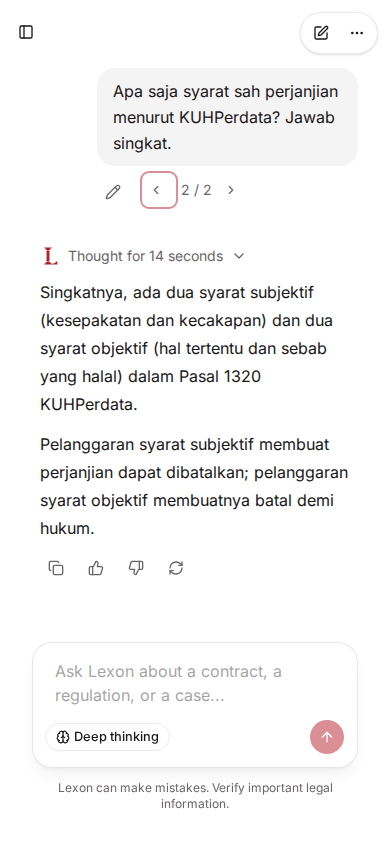 Apa saja syarat sah perjanjian
menurut KUHPerdata? Jawab
singkat.
2 / 2
L Thought for 14 seconds
Singkatnya, ada dua syarat subjektif
(kesepakatan dan kecakapan) dan dua
syarat objektif (hal tertentu dan sebab
yang halal) dalam Pasal 1320
KUHPerdata.
Pelanggaran syarat subjektif membuat
perjanjian dapat dibatalkan; pelanggaran
syarat objektif membuatnya batal demi
hukum.
Ask Lexon about a contract, a
regulation, or a case...
Deep thinking
Lexon can make mistakes. Verify important legal
information.